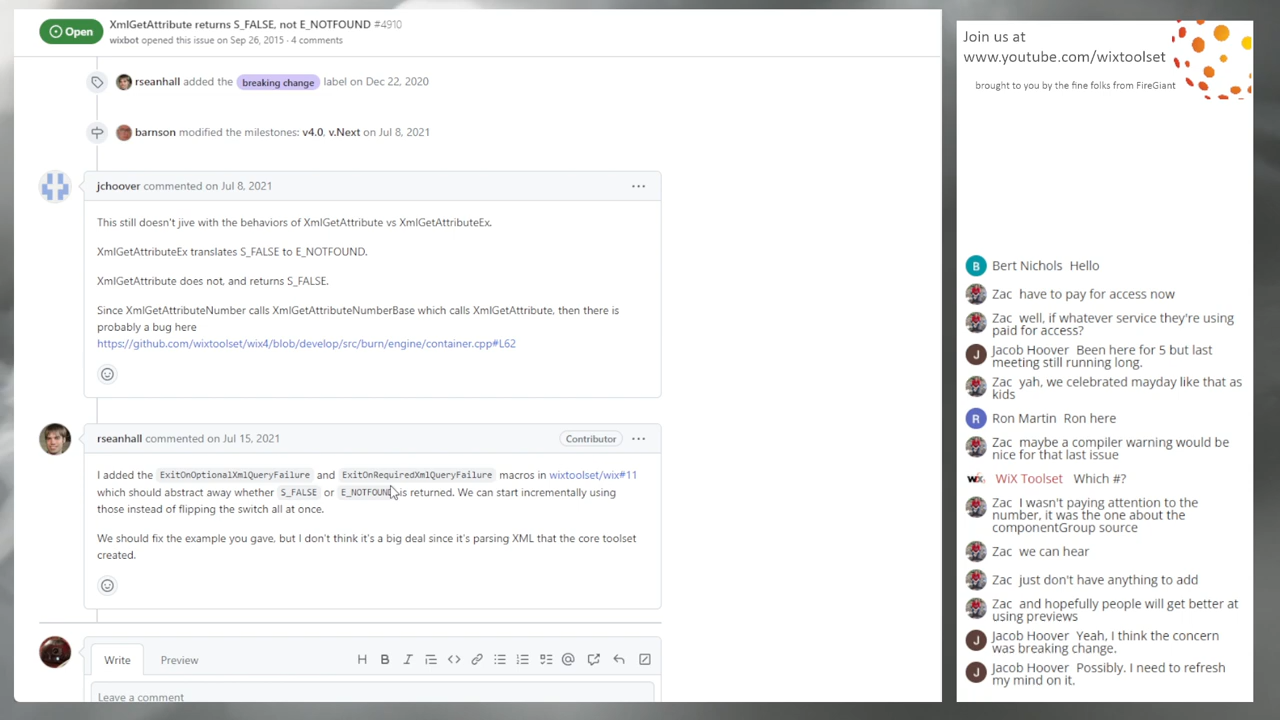 Open
XmlGetAttribute returns S_FALSE, not E_NOTFOUND #4910
wixbot opened this issue on Sep 26, 2015 · 4 comments
rseanhall added the breaking change label on Dec 22, 2020
barnson modified the milestones: v4.0, v.Next on Jul 8, 2021
jchoover commented on Jul 8, 2021
This still doesn't jive with the behaviors of XmlGetAttribute vs XmlGetAttributeEx.
XmlGetAttributeEx translates S_FALSE to E_NOTFOUND.
XmlGetAttribute does not, and returns S_FALSE.
Since XmlGetAttributeNumber calls XmlGetAttributeNumberBase which calls XmlGetAttribute, then there is
probably a bug here
https://github.com/wixtoolset/wix4/blob/develop/src/burn/engine/container.cpp#L62
rseanhall commented on Jul 15, 2021
Contributor
I added the ExitOnOptionalXmlQueryFailure and ExitOnRequiredXmlQueryFailure macros in wixtoolset/wix#11
which should abstract away whether S_FALSE or E_NOTFOUND is returned. We can start incrementally using
those instead of flipping the switch all at once.
We should fix the example you gave, but I don't think it's a big deal since it's parsing XML that the core toolset
created.
Write
Preview
Leave a comment
Join us at
www.youtube.com/wixtoolset
brought to you by the fine folks from FireGiant
B Bert Nichols Hello
Zac have to pay for access now
Zac well, if whatever service they're using
paid for access?
J Jacob Hoover Been here for 5 but last
meeting still running long.
Zac yah, we celebrated mayday like that as
kids
R Ron Martin Ron here
Zac maybe a compiler warning would be
nice for that last issue
WiX Toolset Which #?
Zac I wasn't paying attention to the
number, it was the one about the
componentGroup source
Zac we can hear
Zac just don't have anything to add
Zac and hopefully people will get better at
using previews
J Jacob Hoover Yeah, I think the concern
was breaking change.
J Jacob Hoover Possibly. I need to refresh
my mind on it.